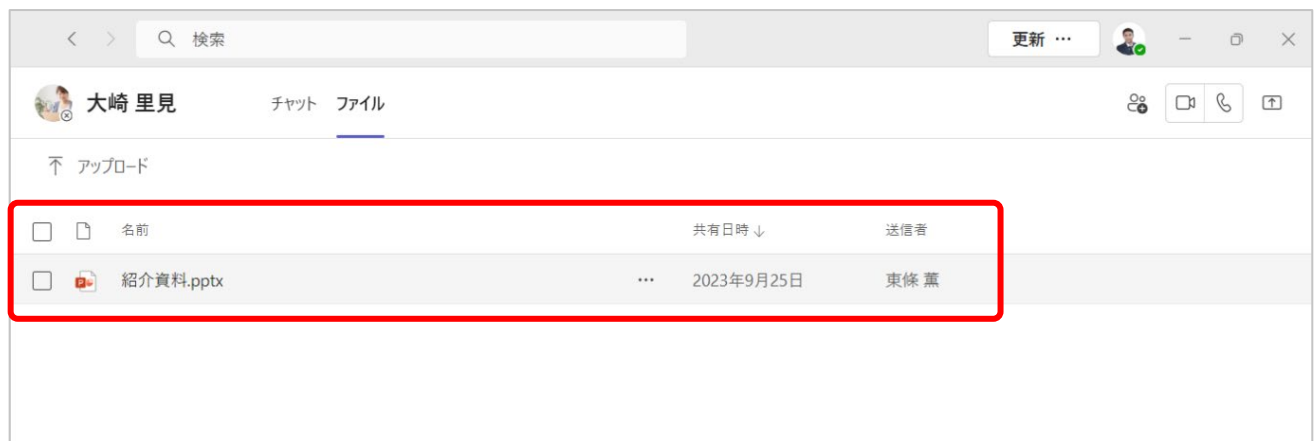 検索 更新 …
大崎 里見 チャット ファイル
アップロード
名前 共有日時 ↓ 送信者
紹介資料.pptx … 2023年9月25日 東條 薫